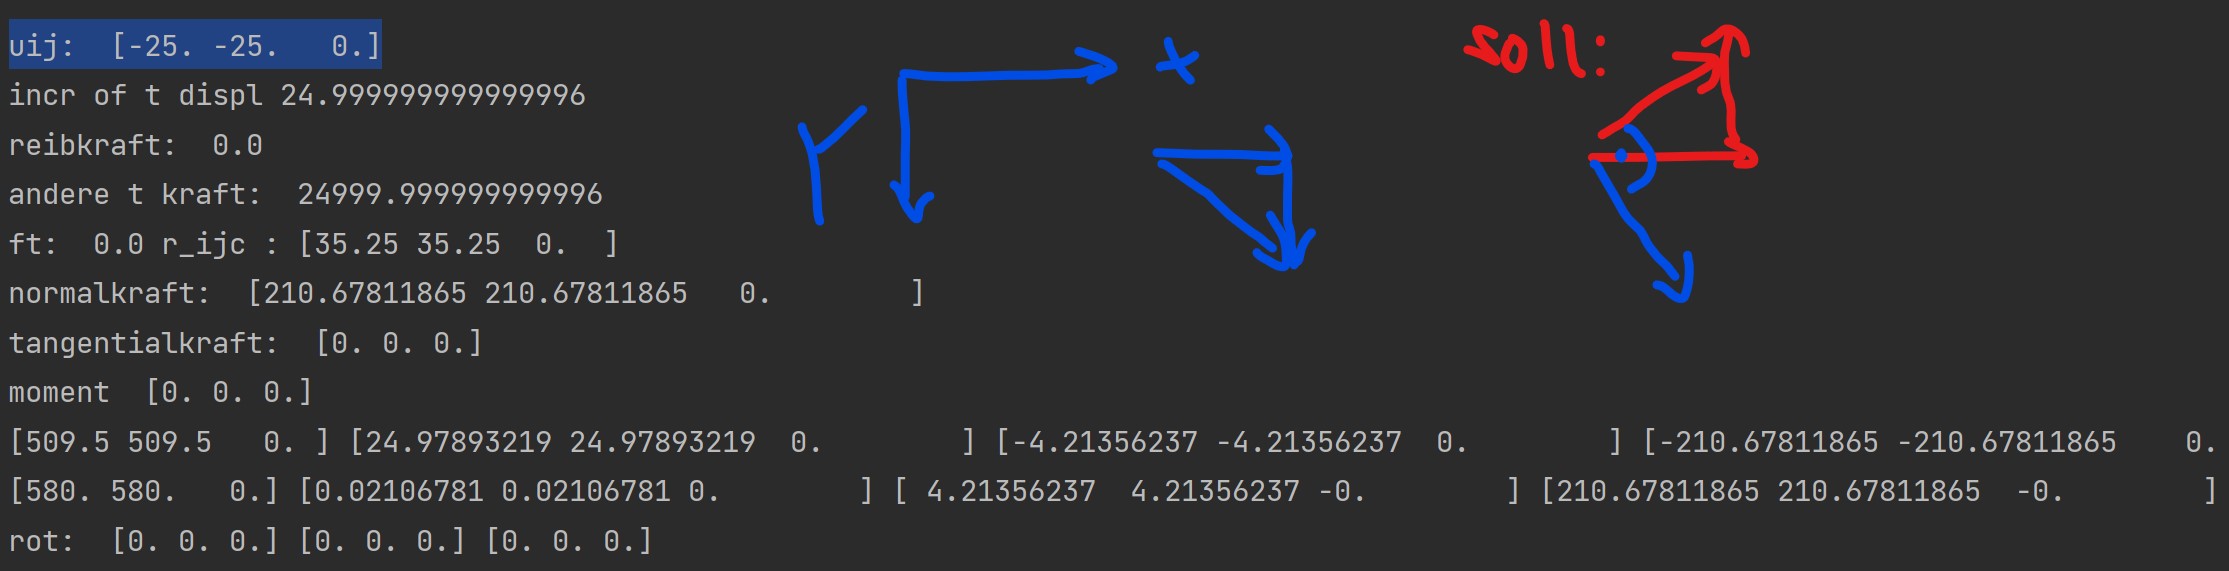 uij:  [-25. -25.   0.]
incr of t displ 24.999999999999996
reibkraft:  0.0
andere t kraft:  24999.999999999996
ft:  0.0 r_ijc : [35.25 35.25  0.  ]
normalkraft:  [210.67811865 210.67811865   0.        ]
tangentialkraft:  [0. 0. 0.]
moment  [0. 0. 0.]
[509.5 509.5   0. ] [24.97893219 24.97893219  0.        ] [-4.21356237 -4.21356237  0.        ] [-210.67811865 -210.67811865    0.
[580. 580.   0.] [0.02106781 0.02106781 0.        ] [ 4.21356237  4.21356237 -0.        ] [210.67811865 210.67811865  -0.        ]
rot:  [0. 0. 0.] [0. 0. 0.] [0. 0. 0.]
X
Y
soll: